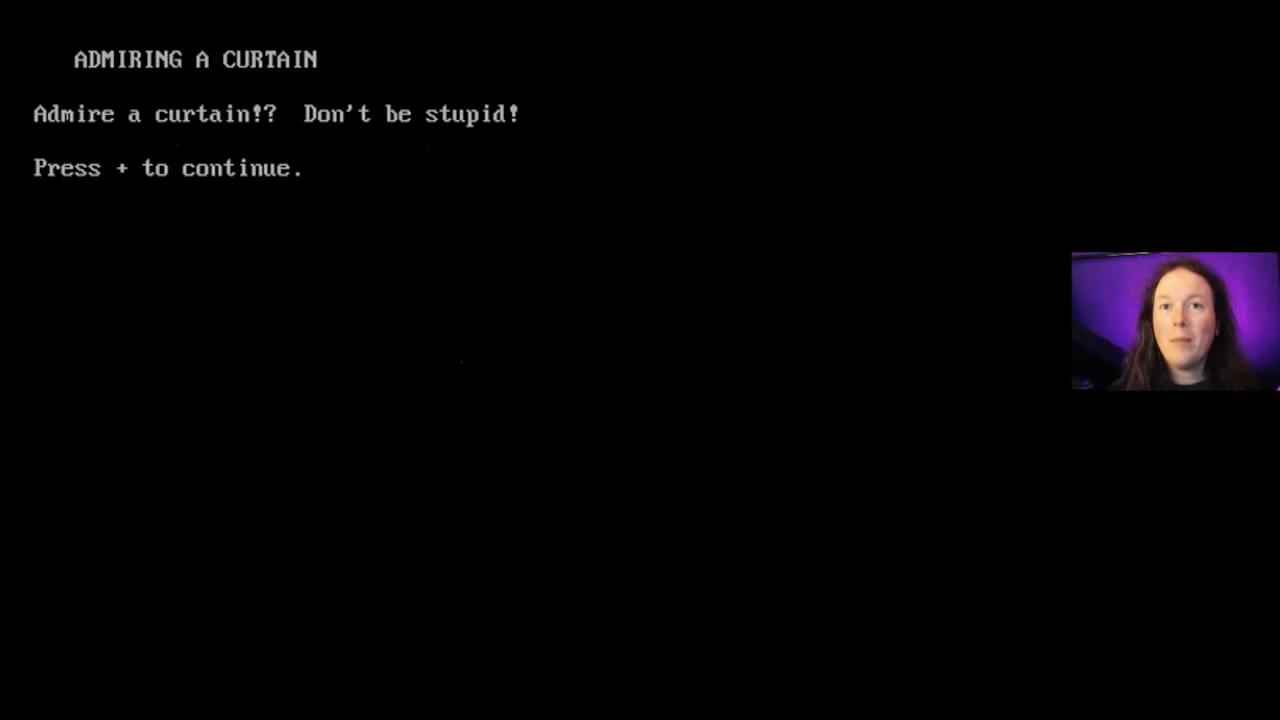 ADMIRING A CURTAIN
Admire a curtain!?  Don't be stupid!
Press + to continue.